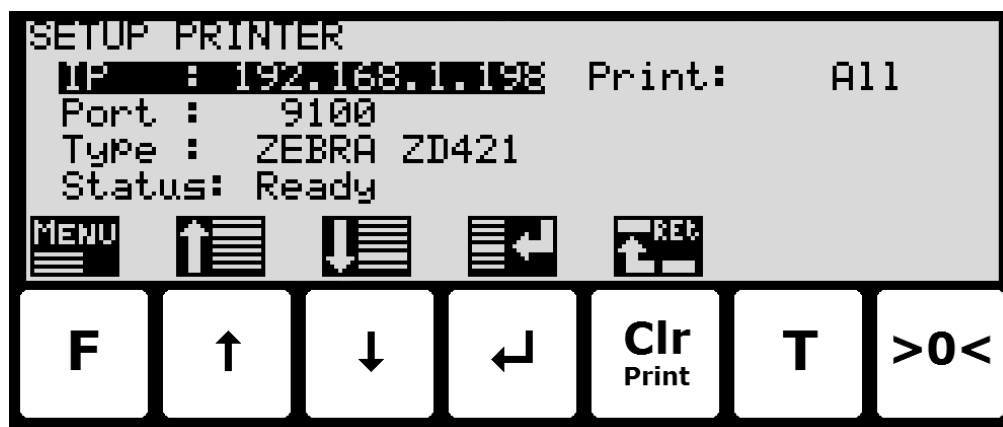 SETUP PRINTER
IP : 192.168.1.198 Print: All
Port : 9100
Type : ZEBRA ZD421
Status: Ready
MENU Ret
F ↑ ↓ ↵ Clr T >0<
Print